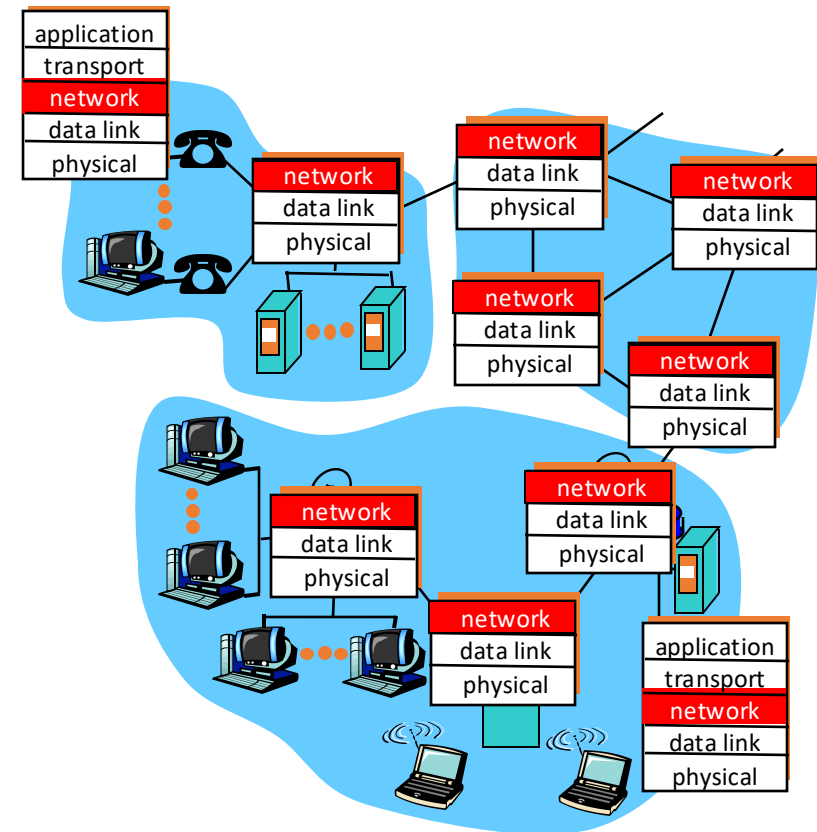 application
transport
network
data link
physical
network
data link
physical
network
data link
physical
network
data link
physical
network
data link
physical
network
data link
physical
network
data link
physical
network
data link
physical
network
data link
physical
application
transport
network
data link
physical